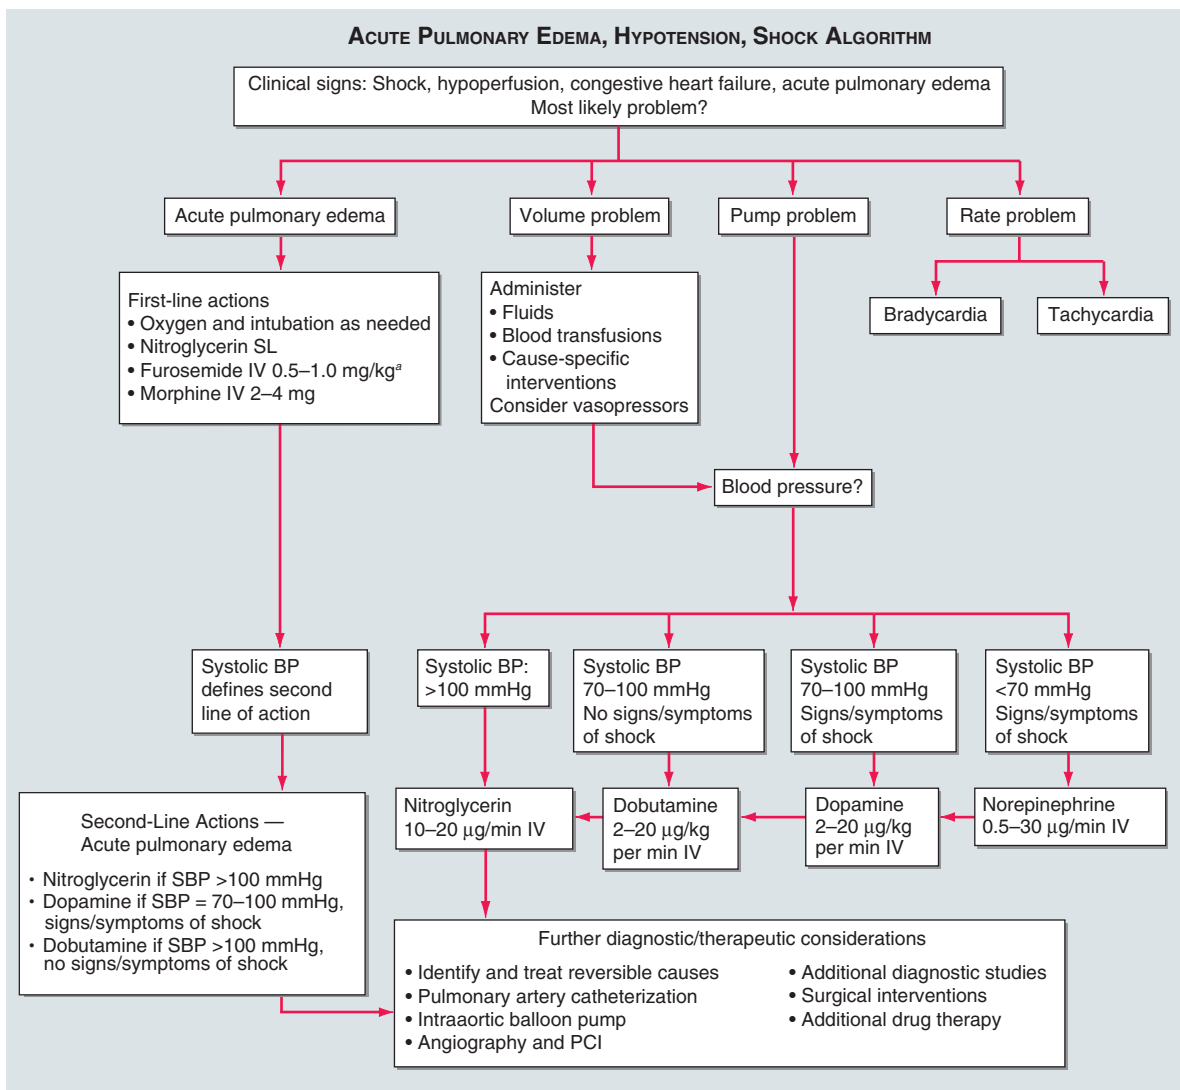 ACUTE PULMONARY EDEMA, HYPOTENSION, SHOCK ALGORITHM
Clinical signs: Shock, hypoperfusion, congestive heart failure, acute pulmonary edema
Most likely problem?
Acute pulmonary edema
Volume problem
Pump problem
Rate problem
First-line actions
• Oxygen and intubation as needed
• Nitroglycerin SL
• Furosemide IV 0.5–1.0 mg/kgᵃ
• Morphine IV 2–4 mg
Administer
• Fluids
• Blood transfusions
• Cause-specific
interventions
Consider vasopressors
Bradycardia
Tachycardia
Blood pressure?
Systolic BP
defines second
line of action
Systolic BP:
>100 mmHg
Systolic BP
70–100 mmHg
No signs/symptoms
of shock
Systolic BP
70–100 mmHg
Signs/symptoms
of shock
Systolic BP
<70 mmHg
Signs/symptoms
of shock
Second-Line Actions —
Acute pulmonary edema
• Nitroglycerin if SBP >100 mmHg
• Dopamine if SBP = 70–100 mmHg,
signs/symptoms of shock
• Dobutamine if SBP >100 mmHg,
no signs/symptoms of shock
Nitroglycerin
10–20 μg/min IV
Dobutamine
2–20 μg/kg
per min IV
Dopamine
2–20 μg/kg
per min IV
Norepinephrine
0.5–30 μg/min IV
Further diagnostic/therapeutic considerations
• Identify and treat reversible causes
• Pulmonary artery catheterization
• Intraaortic balloon pump
• Angiography and PCI
• Additional diagnostic studies
• Surgical interventions
• Additional drug therapy